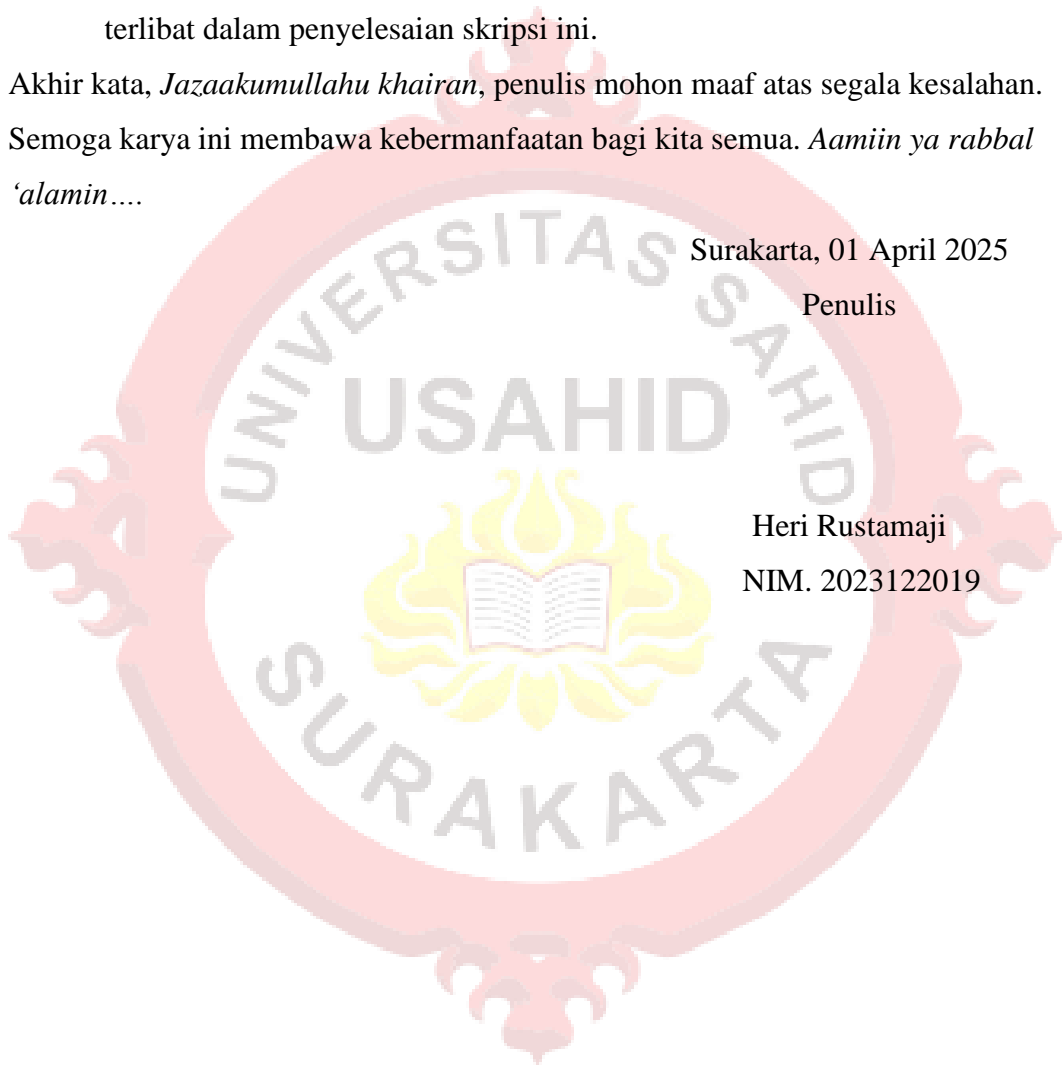 terlibat dalam penyelesaian skripsi ini.
Akhir kata, Jazaakumullahu khairan, penulis mohon maaf atas segala kesalahan.
Semoga karya ini membawa kebermanfaatan bagi kita semua. Aamiin ya rabbal
‘alamin….
Surakarta, 01 April 2025
Penulis
UNIVERSITAS SAHID
USAHID
Heri Rustamaji
NIM. 2023122019
SURAKARTA